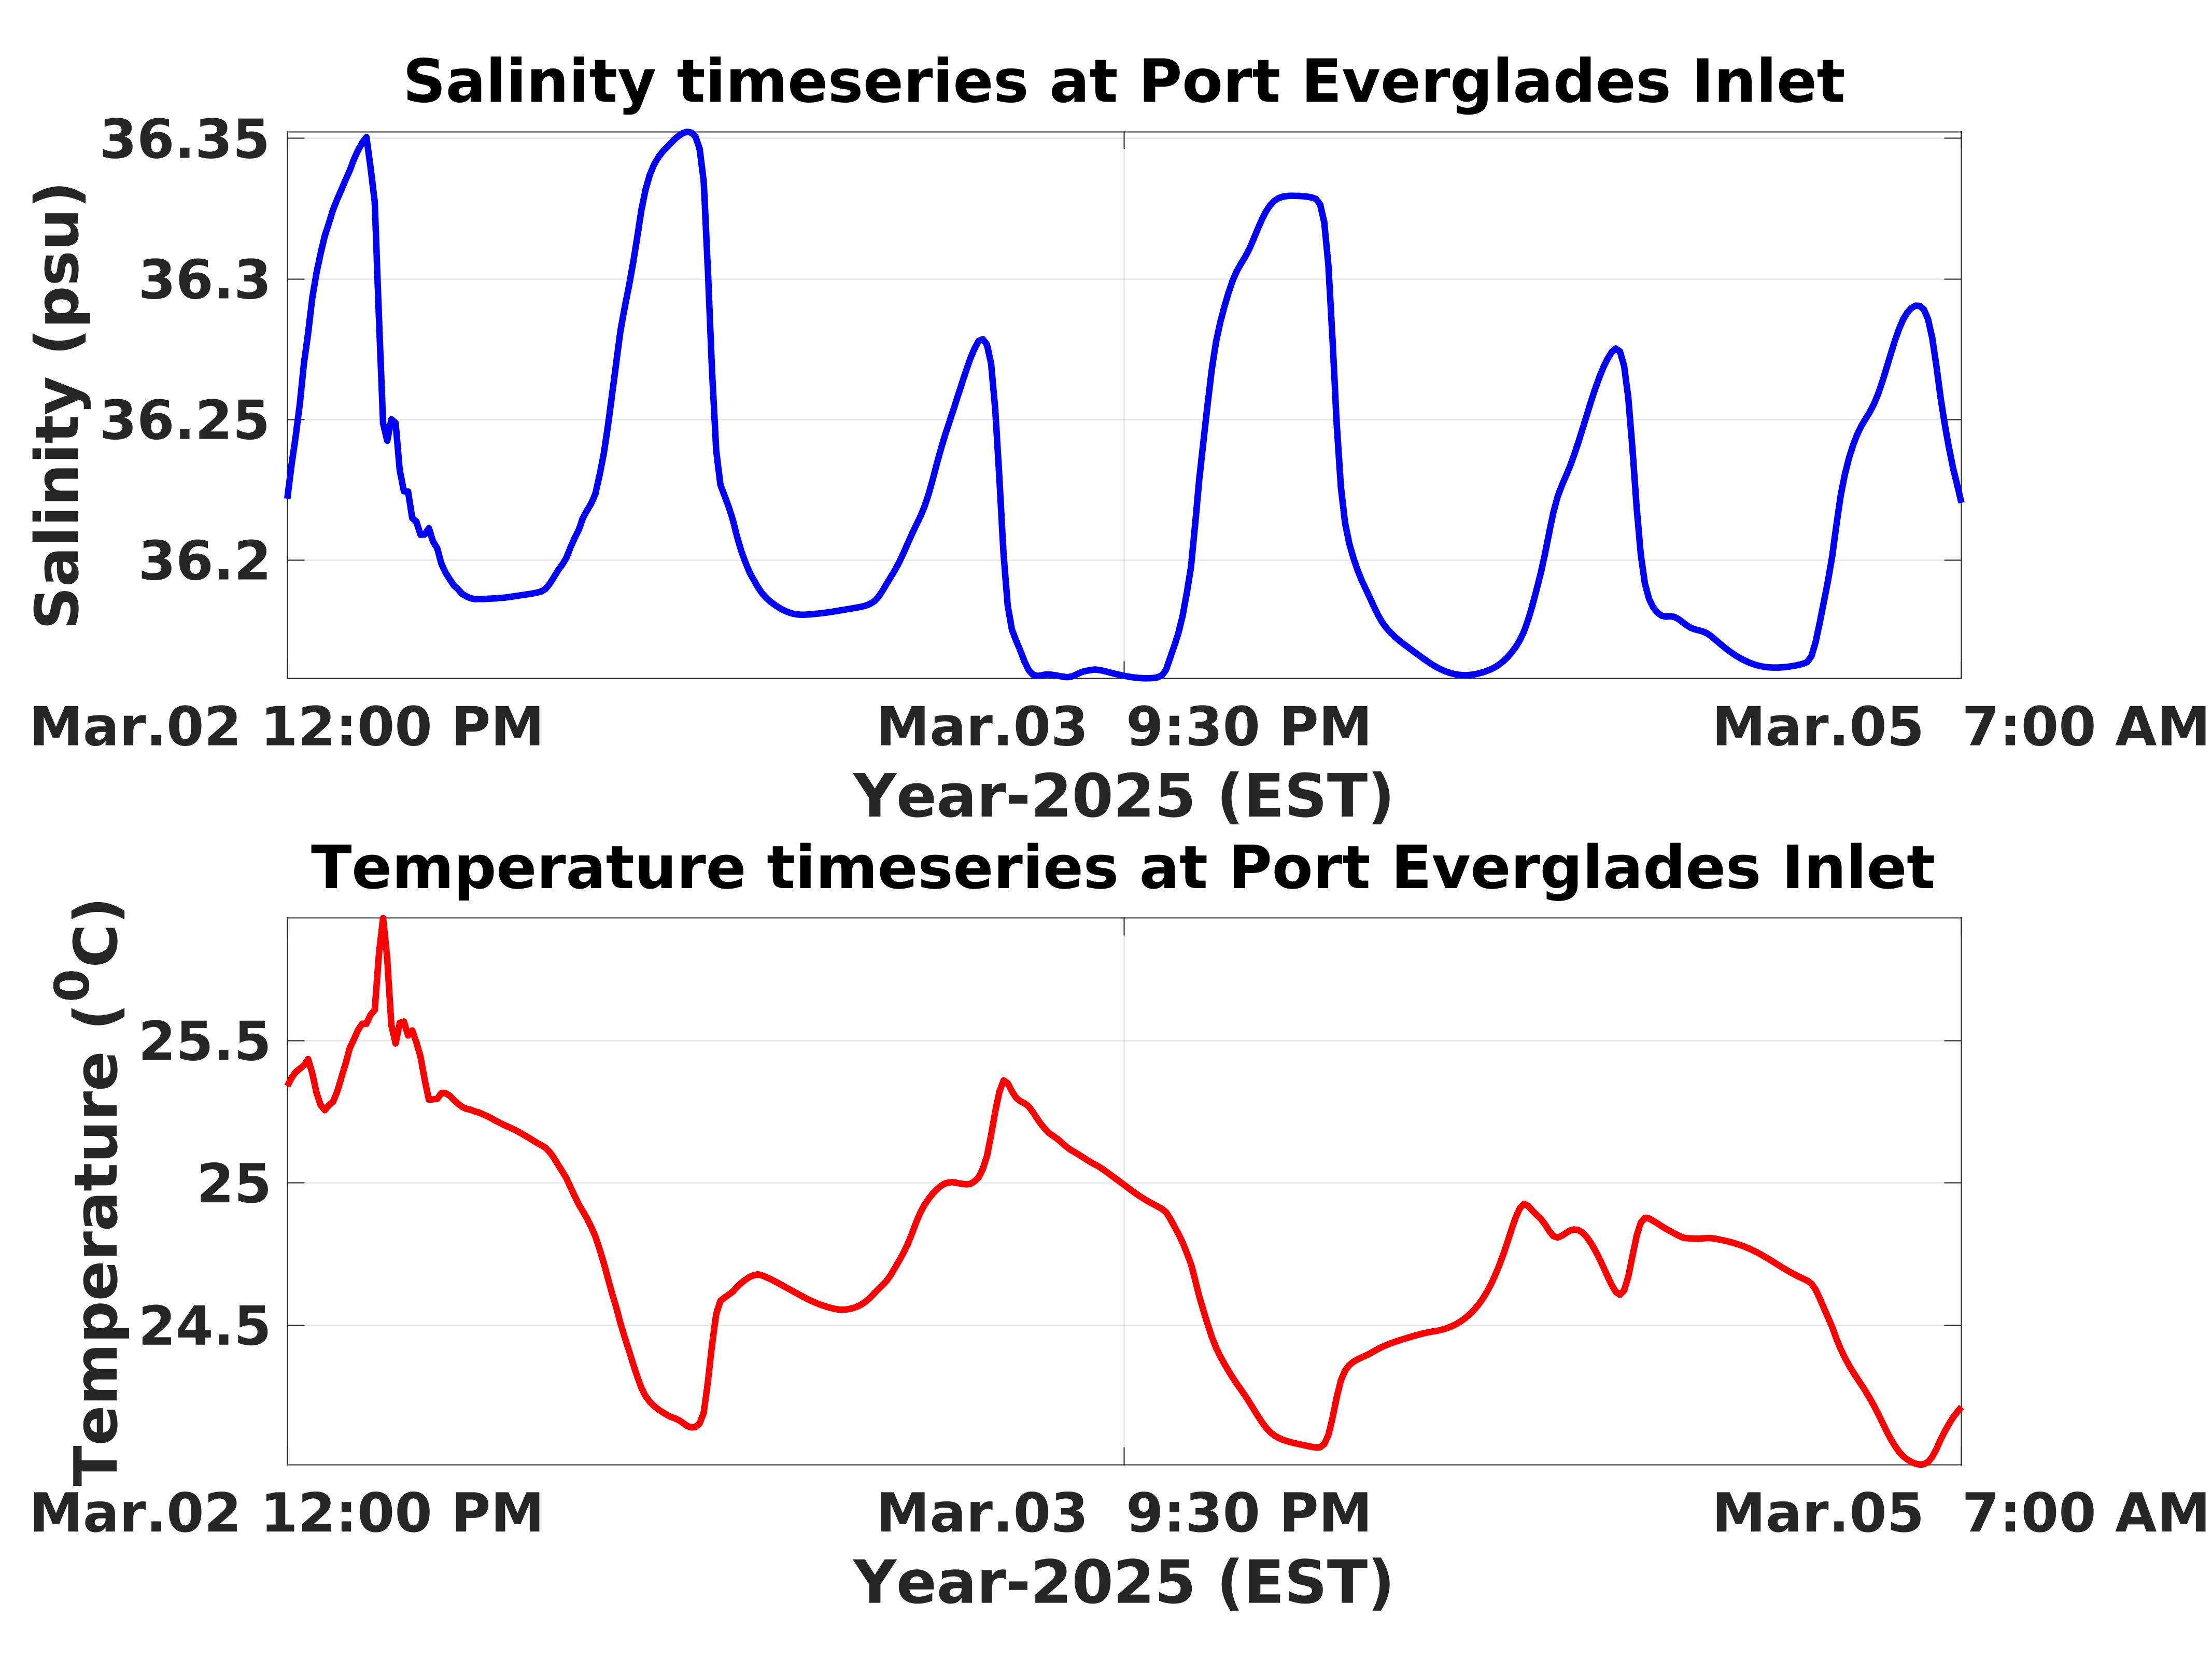 Salinity timeseries at Port Everglades Inlet
Salinity (psu)
36.35
36.3
36.25
36.2
Mar.02 12:00 PM
Mar.03  9:30 PM
Mar.05  7:00 AM
Year-2025 (EST)
Temperature timeseries at Port Everglades Inlet
Temperature (⁰C)
25.5
25
24.5
Mar.02 12:00 PM
Mar.03  9:30 PM
Mar.05  7:00 AM
Year-2025 (EST)